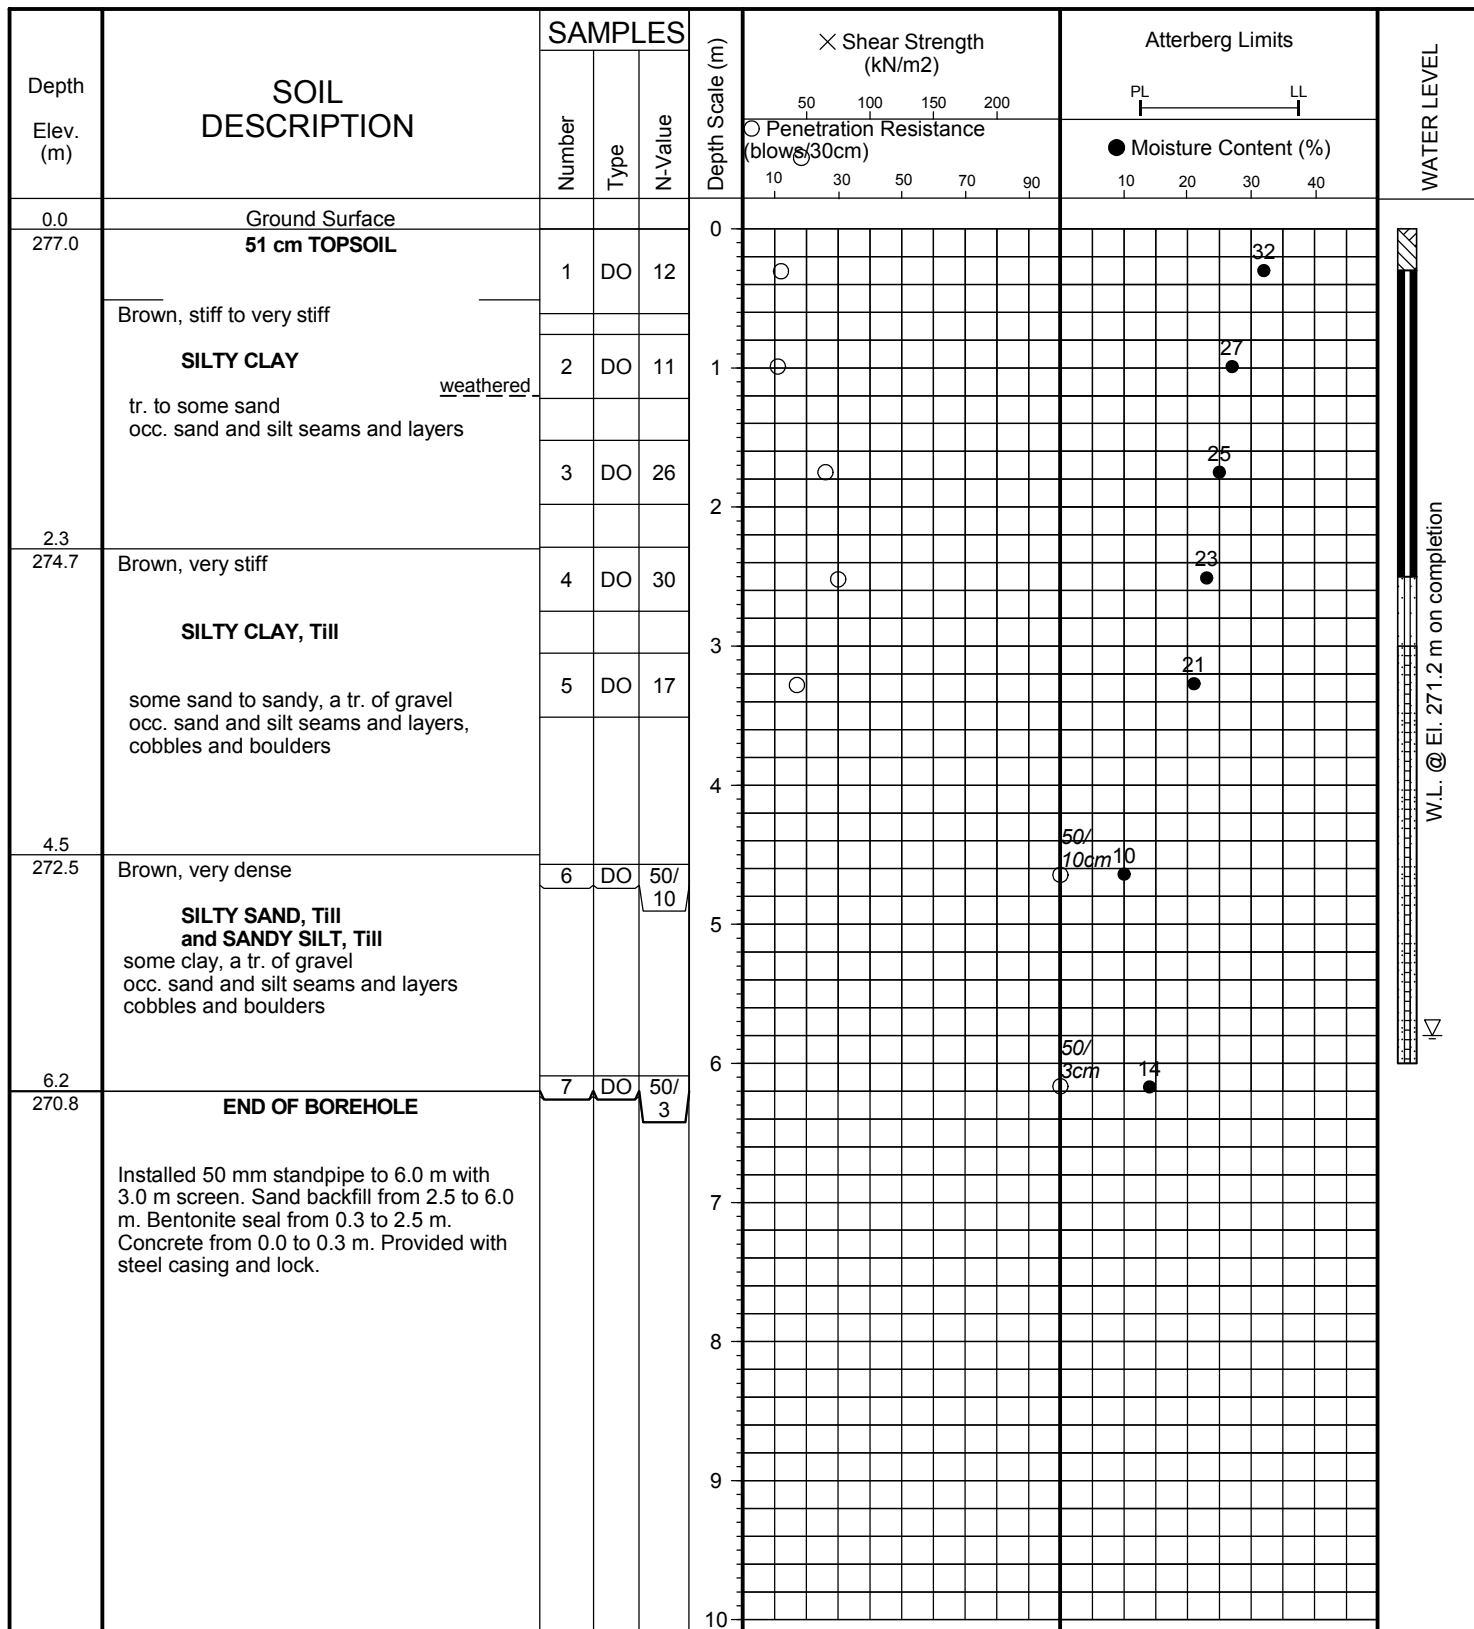 Depth
Elev.
(m)
SOIL
DESCRIPTION
SAMPLES
Number
Type
N-Value
Depth Scale (m)
× Shear Strength
(kN/m2)
50 100 150 200
Penetration Resistance
(blows/30cm)
10 30 50 70 90
Atterberg Limits
PL LL
Moisture Content (%)
10 20 30 40
WATER LEVEL
0.0 Ground Surface
277.0 51 cm TOPSOIL
1 DO 12
32
Brown, stiff to very stiff
SILTY CLAY
weathered
tr. to some sand
occ. sand and silt seams and layers
2 DO 11
27
3 DO 26
25
2.3
274.7 Brown, very stiff
4 DO 30
23
SILTY CLAY, Till
some sand to sandy, a tr. of gravel
occ. sand and silt seams and layers,
cobbles and boulders
5 DO 17
21
4.5
272.5 Brown, very dense
6 DO 50/
10
50/
10cm 10
SILTY SAND, Till
and SANDY SILT, Till
some clay, a tr. of gravel
occ. sand and silt seams and layers
cobbles and boulders
6.2
270.8 END OF BOREHOLE
7 DO 50/
3
50/
3cm 14
Installed 50 mm standpipe to 6.0 m with
3.0 m screen. Sand backfill from 2.5 to 6.0
m. Bentonite seal from 0.3 to 2.5 m.
Concrete from 0.0 to 0.3 m. Provided with
steel casing and lock.
0
1
2
3
4
5
6
7
8
9
10
W.L. @ El. 271.2 m on completion